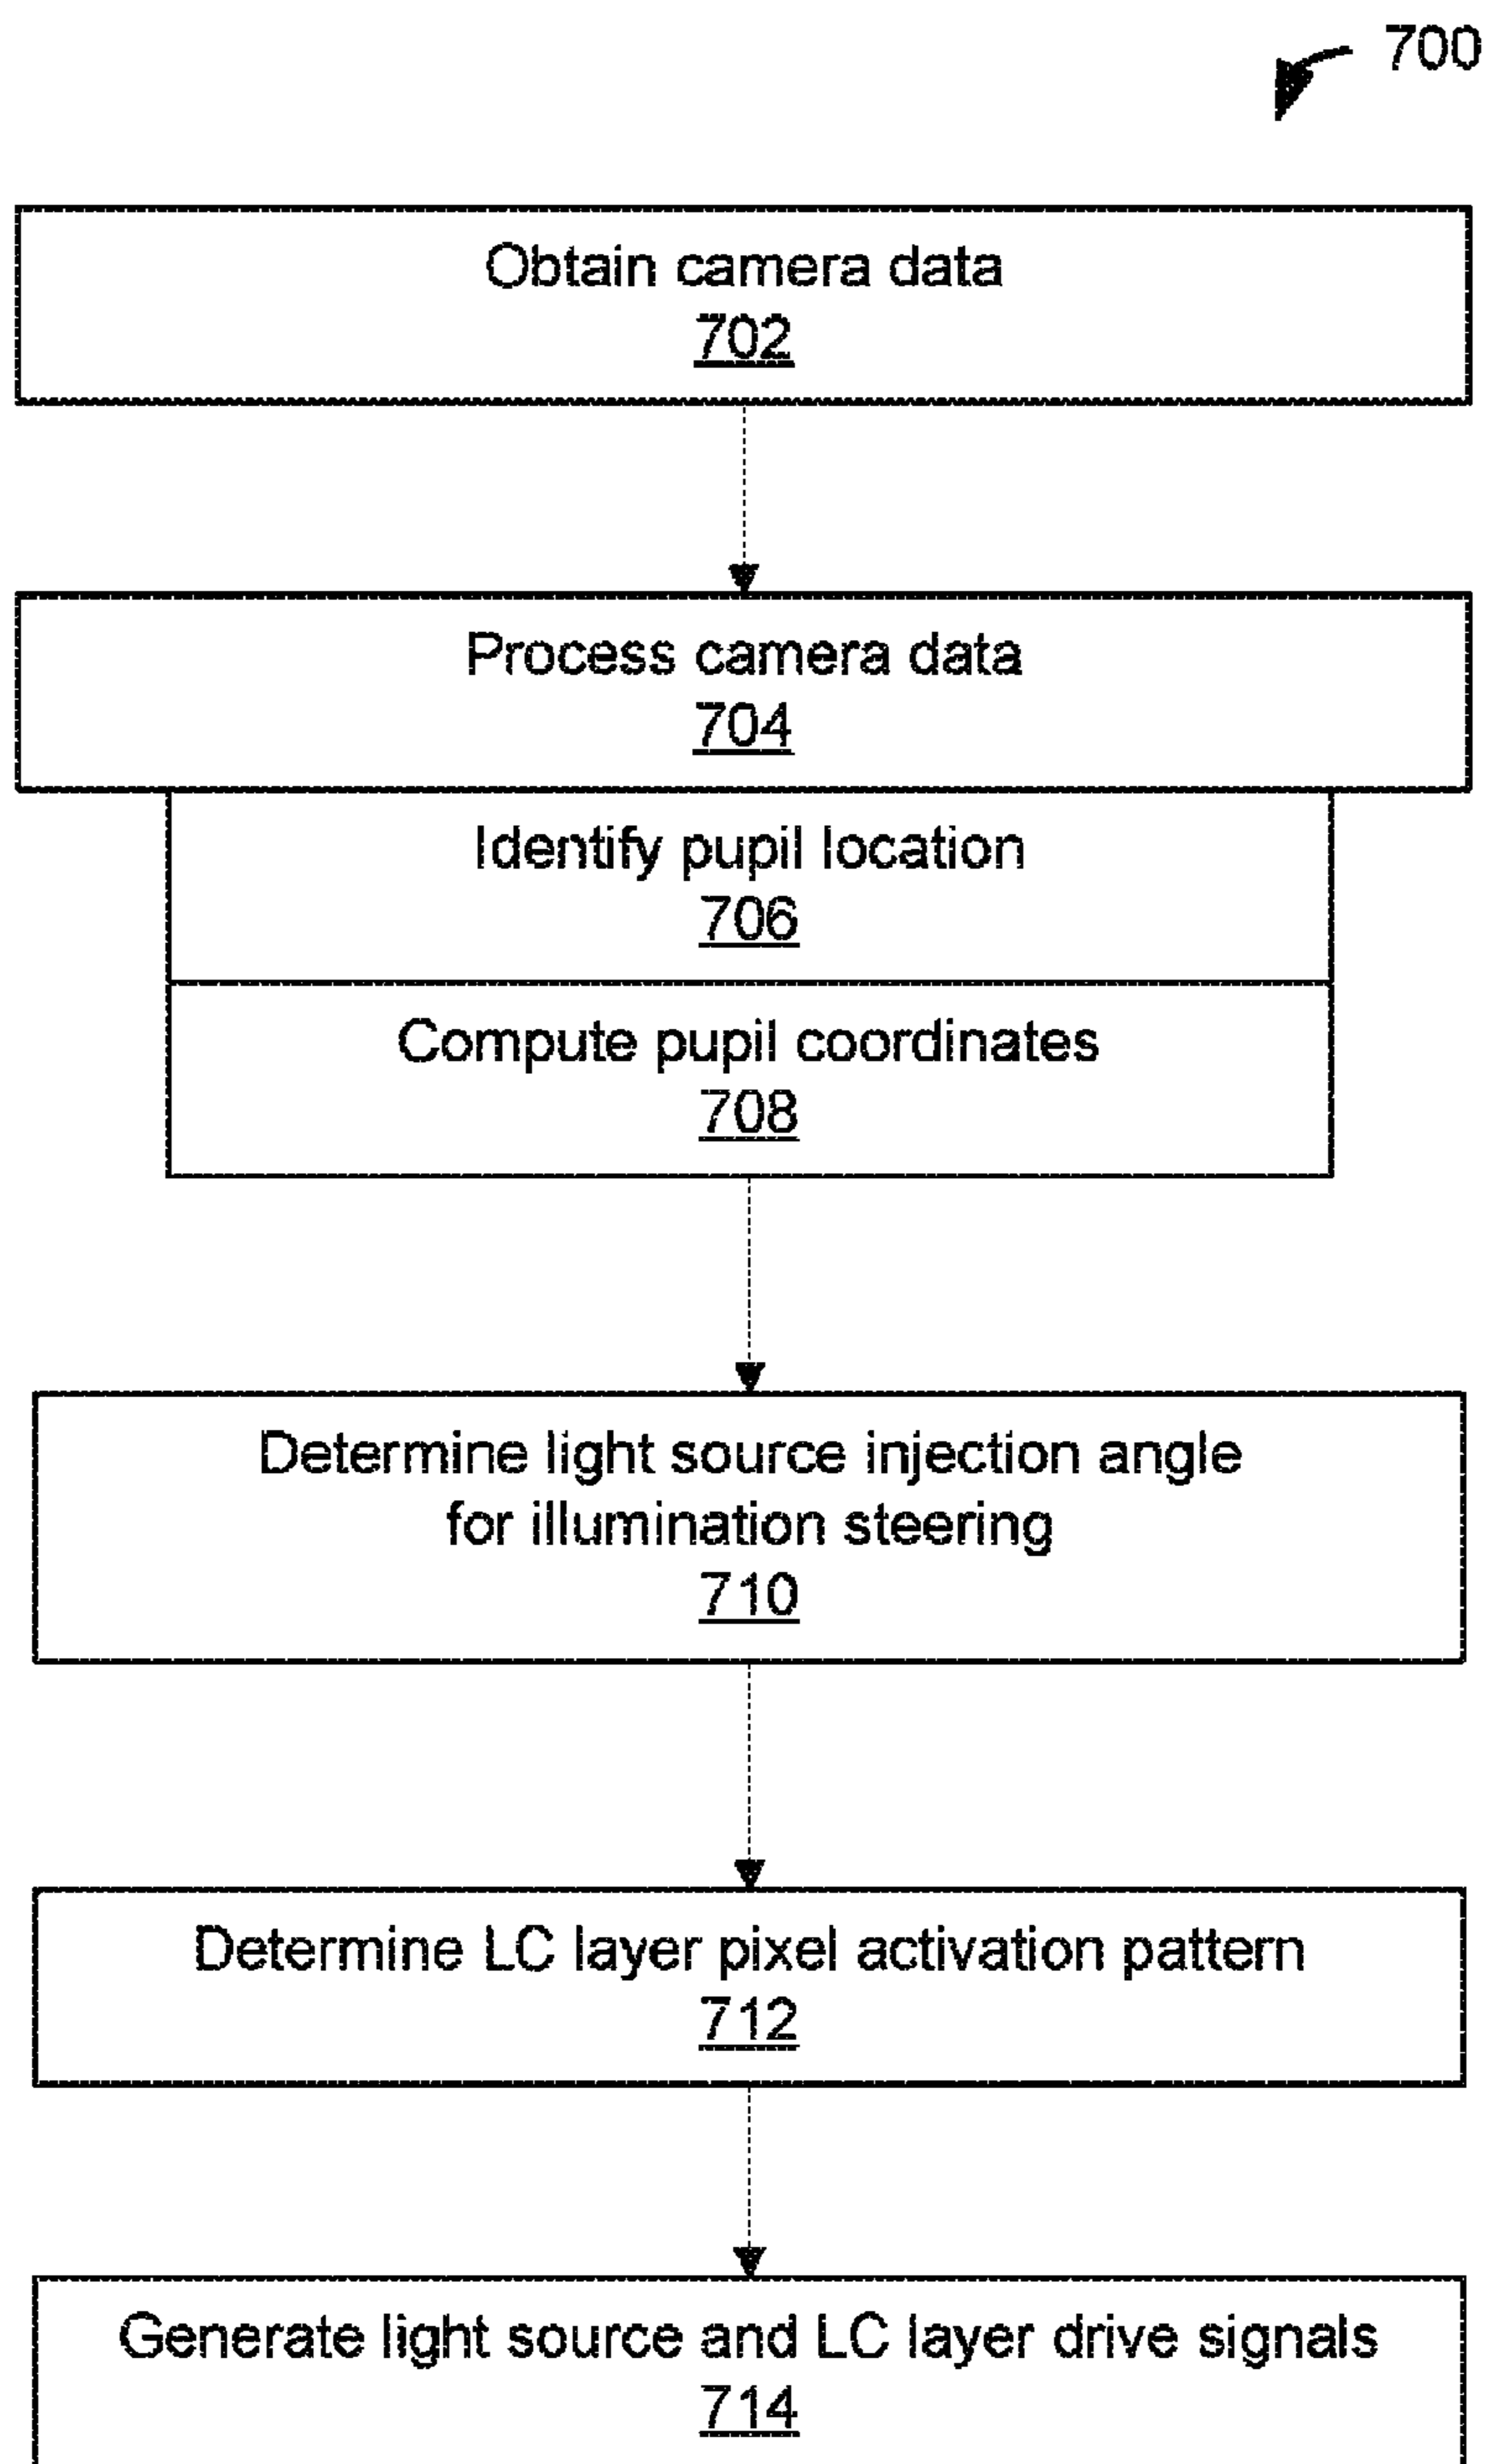 700
Obtain camera data
702
Process camera data
704
Identify pupil location
706
Compute pupil coordinates
708
Determine light source injection angle
for illumination steering
710
Determine LC layer pixel activation pattern
712
Generate light source and LC layer drive signals
714